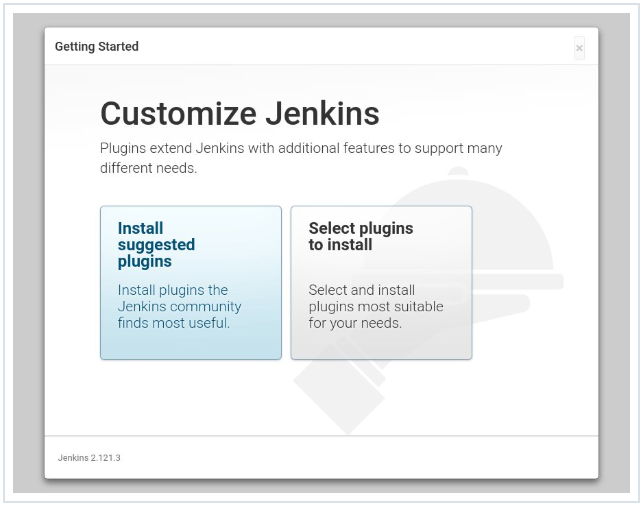 Getting Started
×
Customize Jenkins
Plugins extend Jenkins with additional features to support many
different needs.
Install
suggested
plugins
Install plugins the
Jenkins community
finds most useful.
Select plugins
to install
Select and install
plugins most suitable
for your needs.
Jenkins 2.121.3